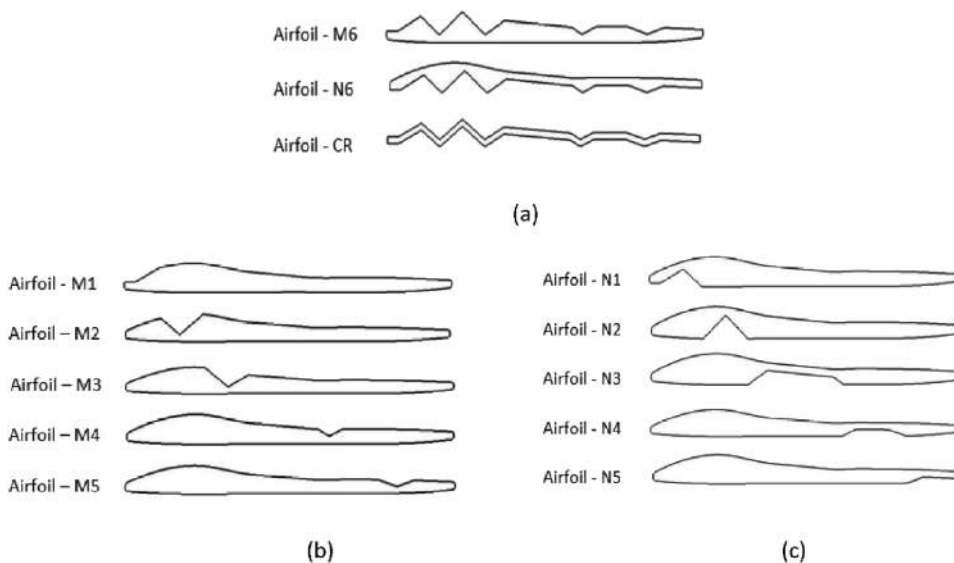 Airfoil - M6
Airfoil - N6
Airfoil - CR
(a)
Airfoil - M1
Airfoil – M2
Airfoil – M3
Airfoil – M4
Airfoil – M5
(b)
Airfoil - N1
Airfoil - N2
Airfoil - N3
Airfoil - N4
Airfoil - N5
(c)